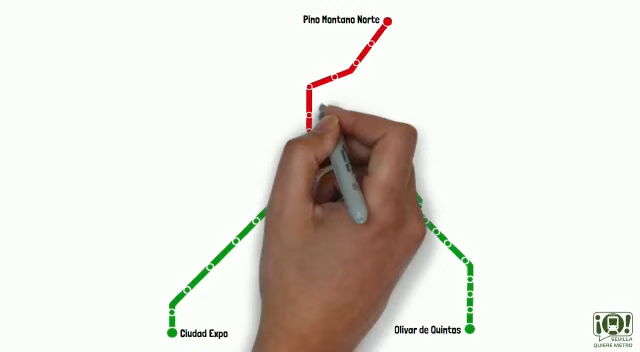 Pino Montano Norte
Ciudad Expo
Olivar de Quintos
¡Q!
SEVILLA
QUIERE METRO